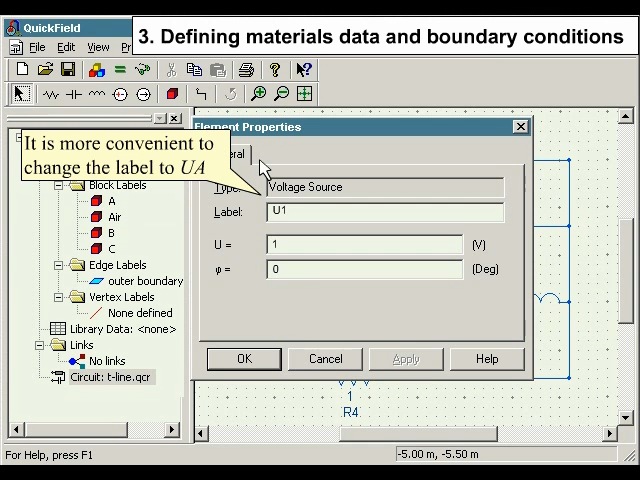 QuickField
3. Defining materials data and boundary conditions
File Edit View
Element Properties
It is more convenient to
change the label to UA
Type:
Voltage Source
Label:
U1
U =
1
(V)
φ =
0
(Deg)
OK
Cancel
Apply
Help
Block Labels
A
Air
B
C
Edge Labels
outer boundary
Vertex Labels
None defined
Library Data: <none>
Links
No links
Circuit: t-line.qcr
1
R4
For Help, press F1
-5.00 m, -5.50 m